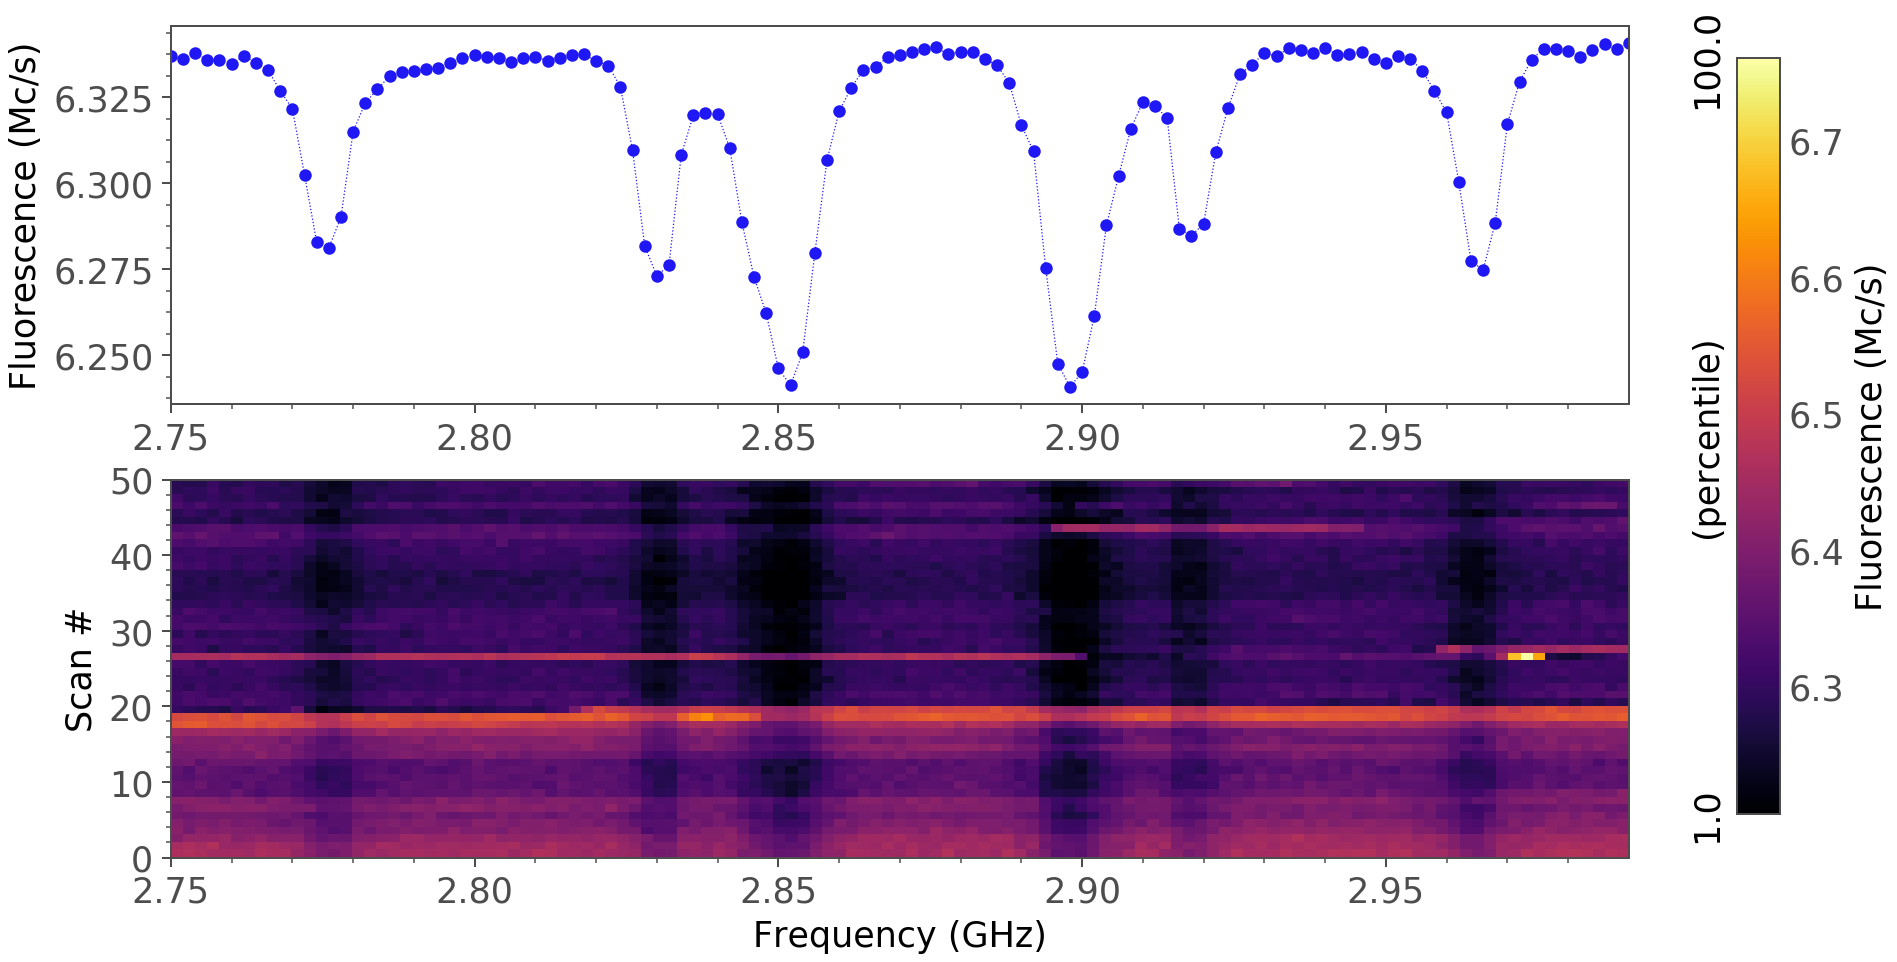 Fluorescence (Mc/s)
6.325
6.300
6.275
6.250
2.75 2.80 2.85 2.90 2.95
Scan #
50
40
30
20
10
0
2.75 2.80 2.85 2.90 2.95
Frequency (GHz)
100.0
(percentile)
1.0
6.7
6.6
6.5
6.4
6.3
Fluorescence (Mc/s)